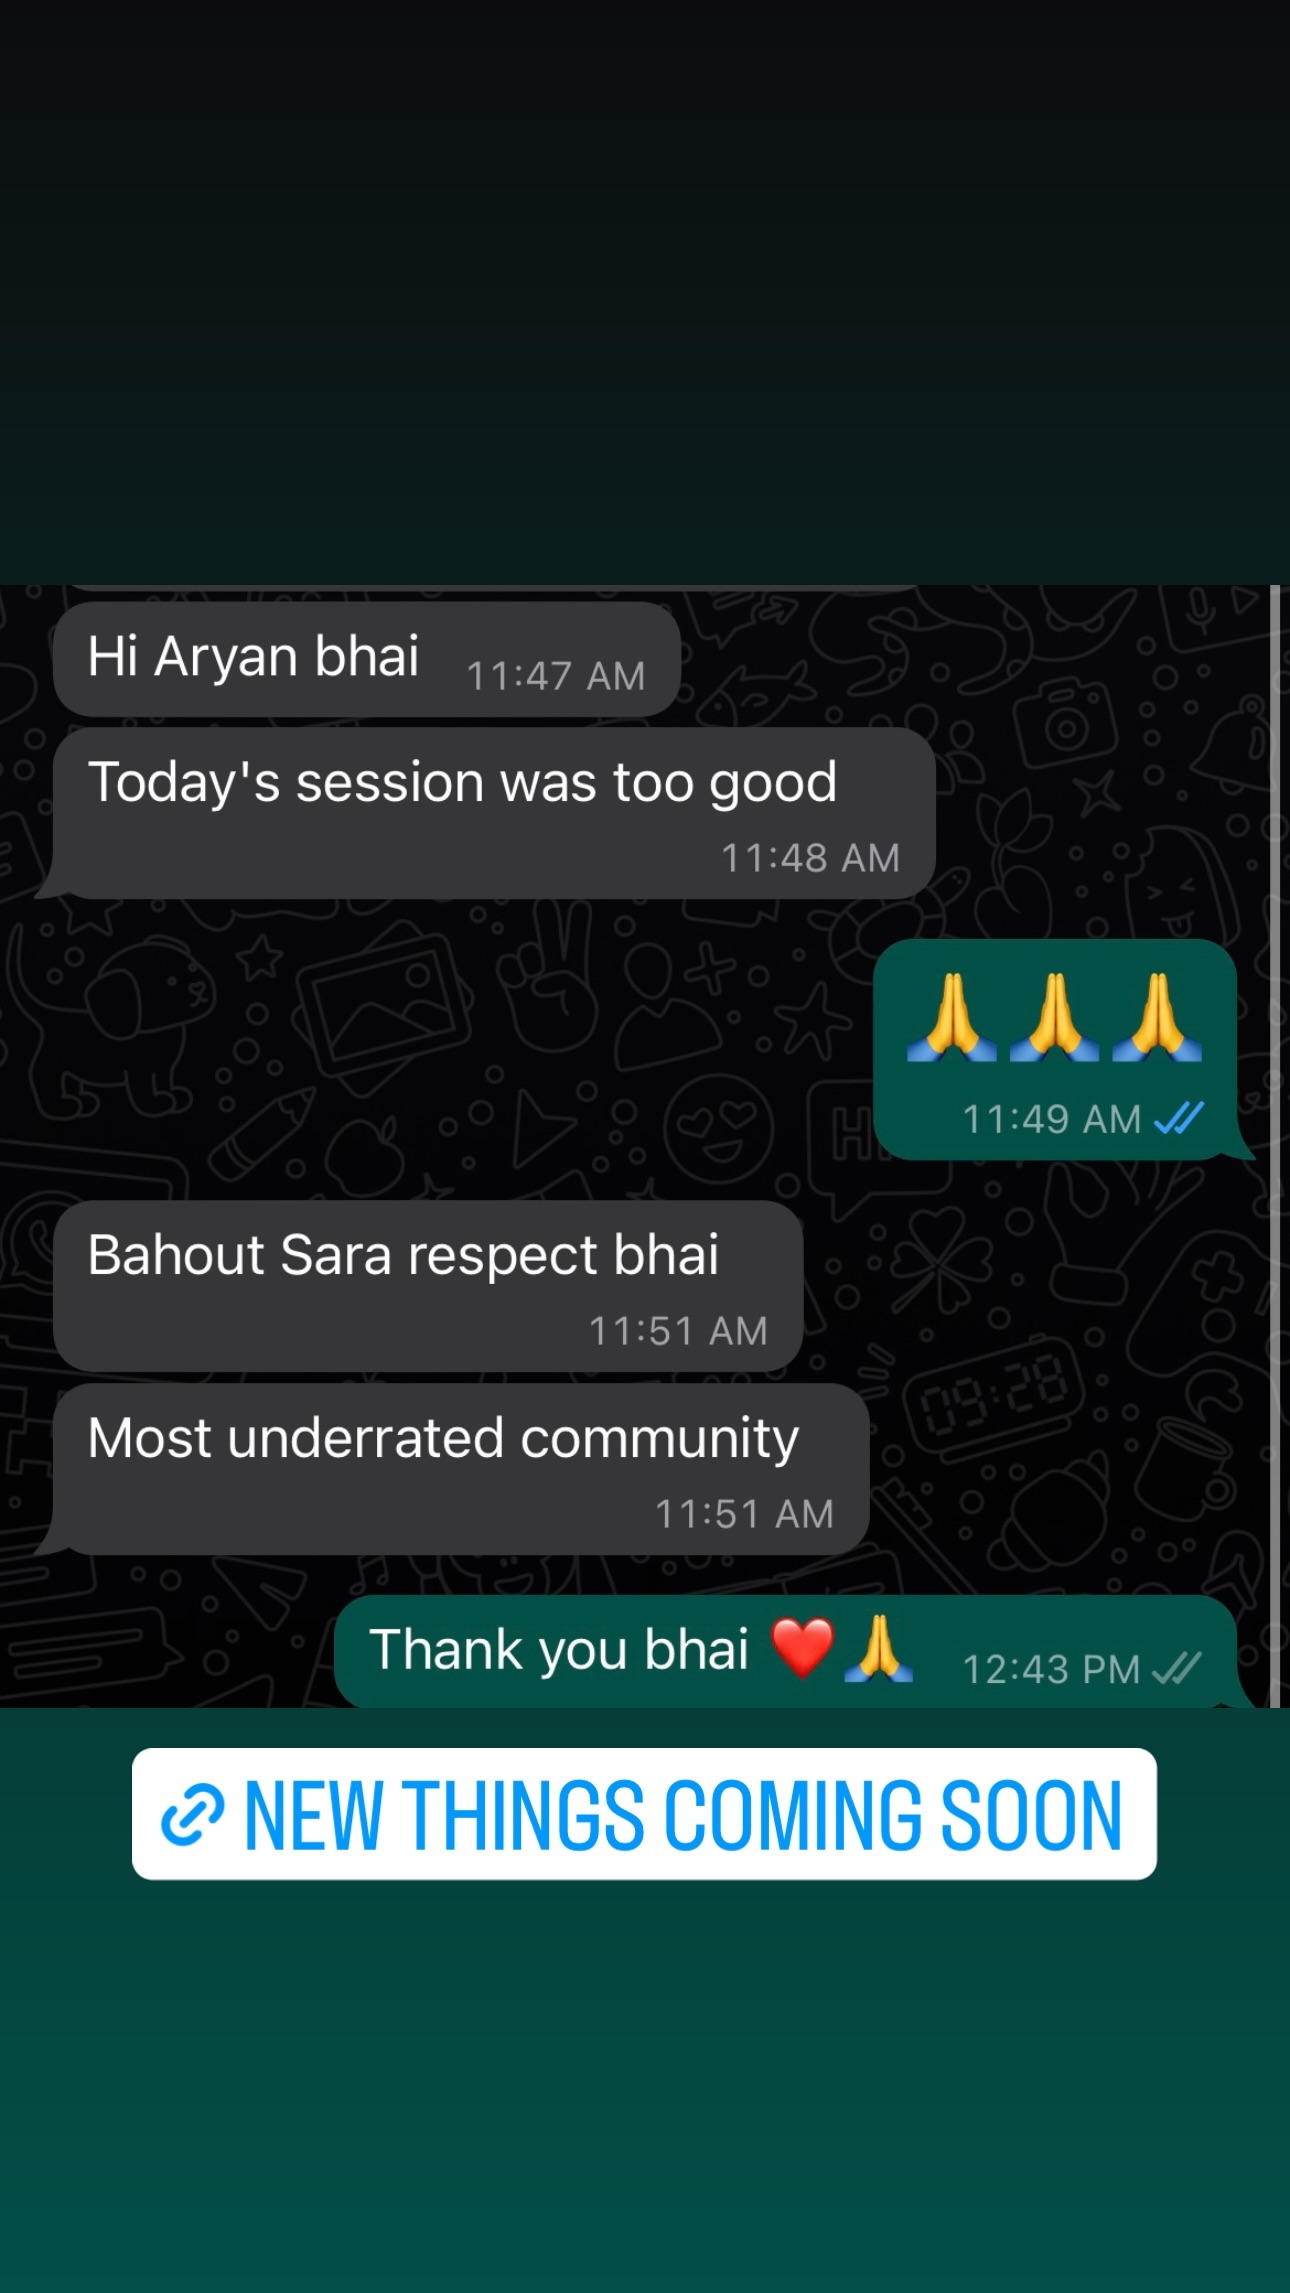 Hi Aryan bhai
11:47 AM
Today's session was too good
11:48 AM
🙏🙏🙏
11:49 AM
Bahout Sara respect bhai
11:51 AM
Most underrated community
11:51 AM
Thank you bhai ❤️🙏
12:43 PM
NEW THINGS COMING SOON